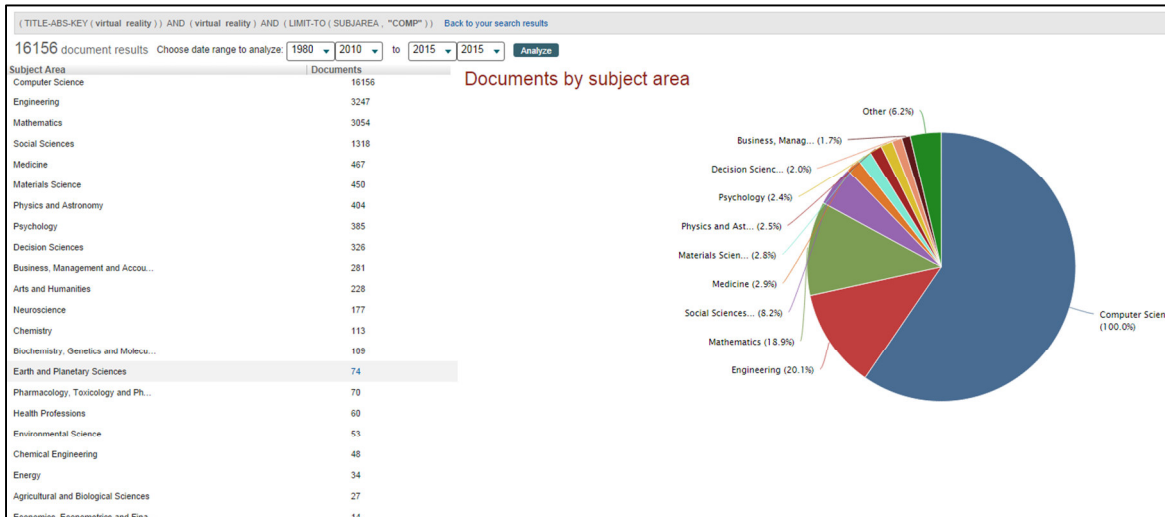 ( TITLE-ABS-KEY ( virtual reality ) ) AND ( virtual reality ) AND ( LIMIT-TO ( SUBJAREA , "COMP" ) ) Back to your search results
16156 document results Choose date range to analyze: 1980 2010 to 2015 2015 Analyze
Subject Area Documents
Computer Science 16156
Engineering 3247
Mathematics 3054
Social Sciences 1318
Medicine 467
Materials Science 450
Physics and Astronomy 404
Psychology 385
Decision Sciences 326
Business, Management and Accou... 281
Arts and Humanities 228
Neuroscience 177
Chemistry 113
Biochemistry, Genetics and Molecu... 109
Earth and Planetary Sciences 74
Pharmacology, Toxicology and Ph... 70
Health Professions 60
Environmental Science 53
Chemical Engineering 48
Energy 34
Agricultural and Biological Sciences 27
Economics, Econometrics and Fina... 14
Documents by subject area
Other (6.2%)
Business, Manag... (1.7%)
Decision Scienc... (2.0%)
Psychology (2.4%)
Physics and Ast... (2.5%)
Materials Scien... (2.8%)
Medicine (2.9%)
Social Sciences... (8.2%)
Mathematics (18.9%)
Engineering (20.1%)
Computer Scien
(100.0%)